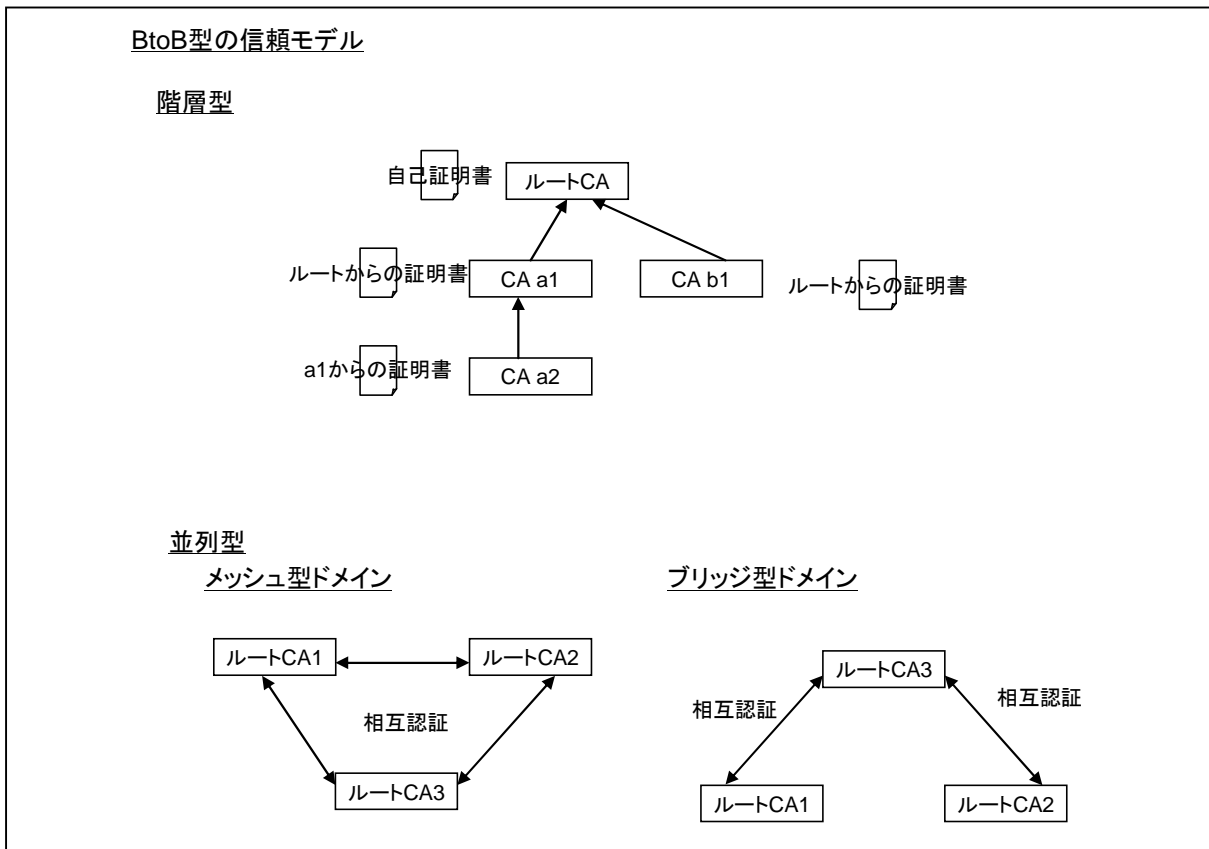 BtoB型の信頼モデル
階層型
自己証明書
ルートCA
ルートからの証明書
CA a1
CA b1
ルートからの証明書
a1からの証明書
CA a2
並列型
メッシュ型ドメイン
ブリッジ型ドメイン
ルートCA1
ルートCA2
相互認証
ルートCA3
ルートCA3
相互認証
相互認証
ルートCA1
ルートCA2